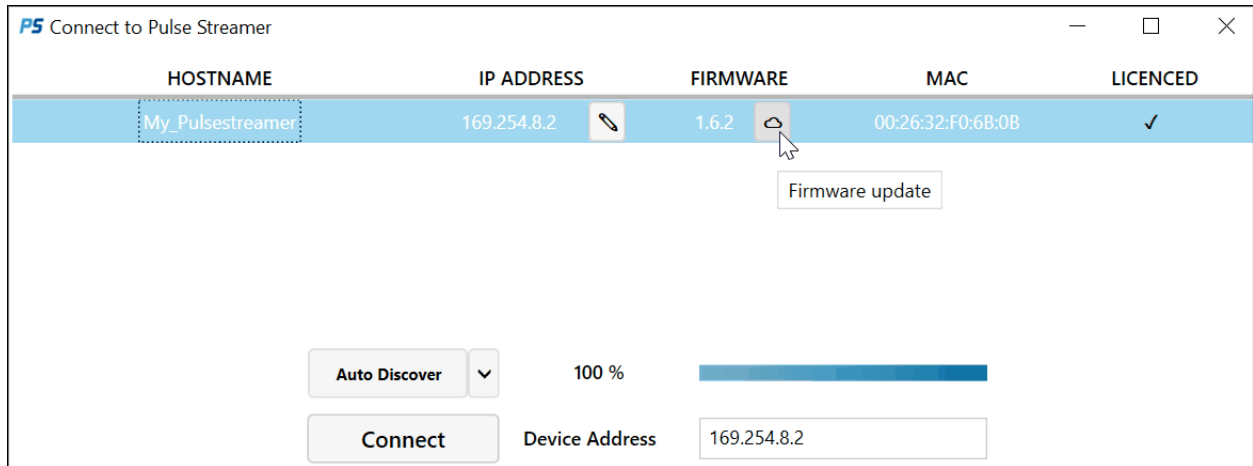 PS Connect to Pulse Streamer
HOSTNAME IP ADDRESS FIRMWARE MAC LICENCED
My_Pulsestreamer 169.254.8.2 1.6.2 00:26:32:F0:6B:0B ✓
Firmware update
Auto Discover 100 %
Connect Device Address 169.254.8.2